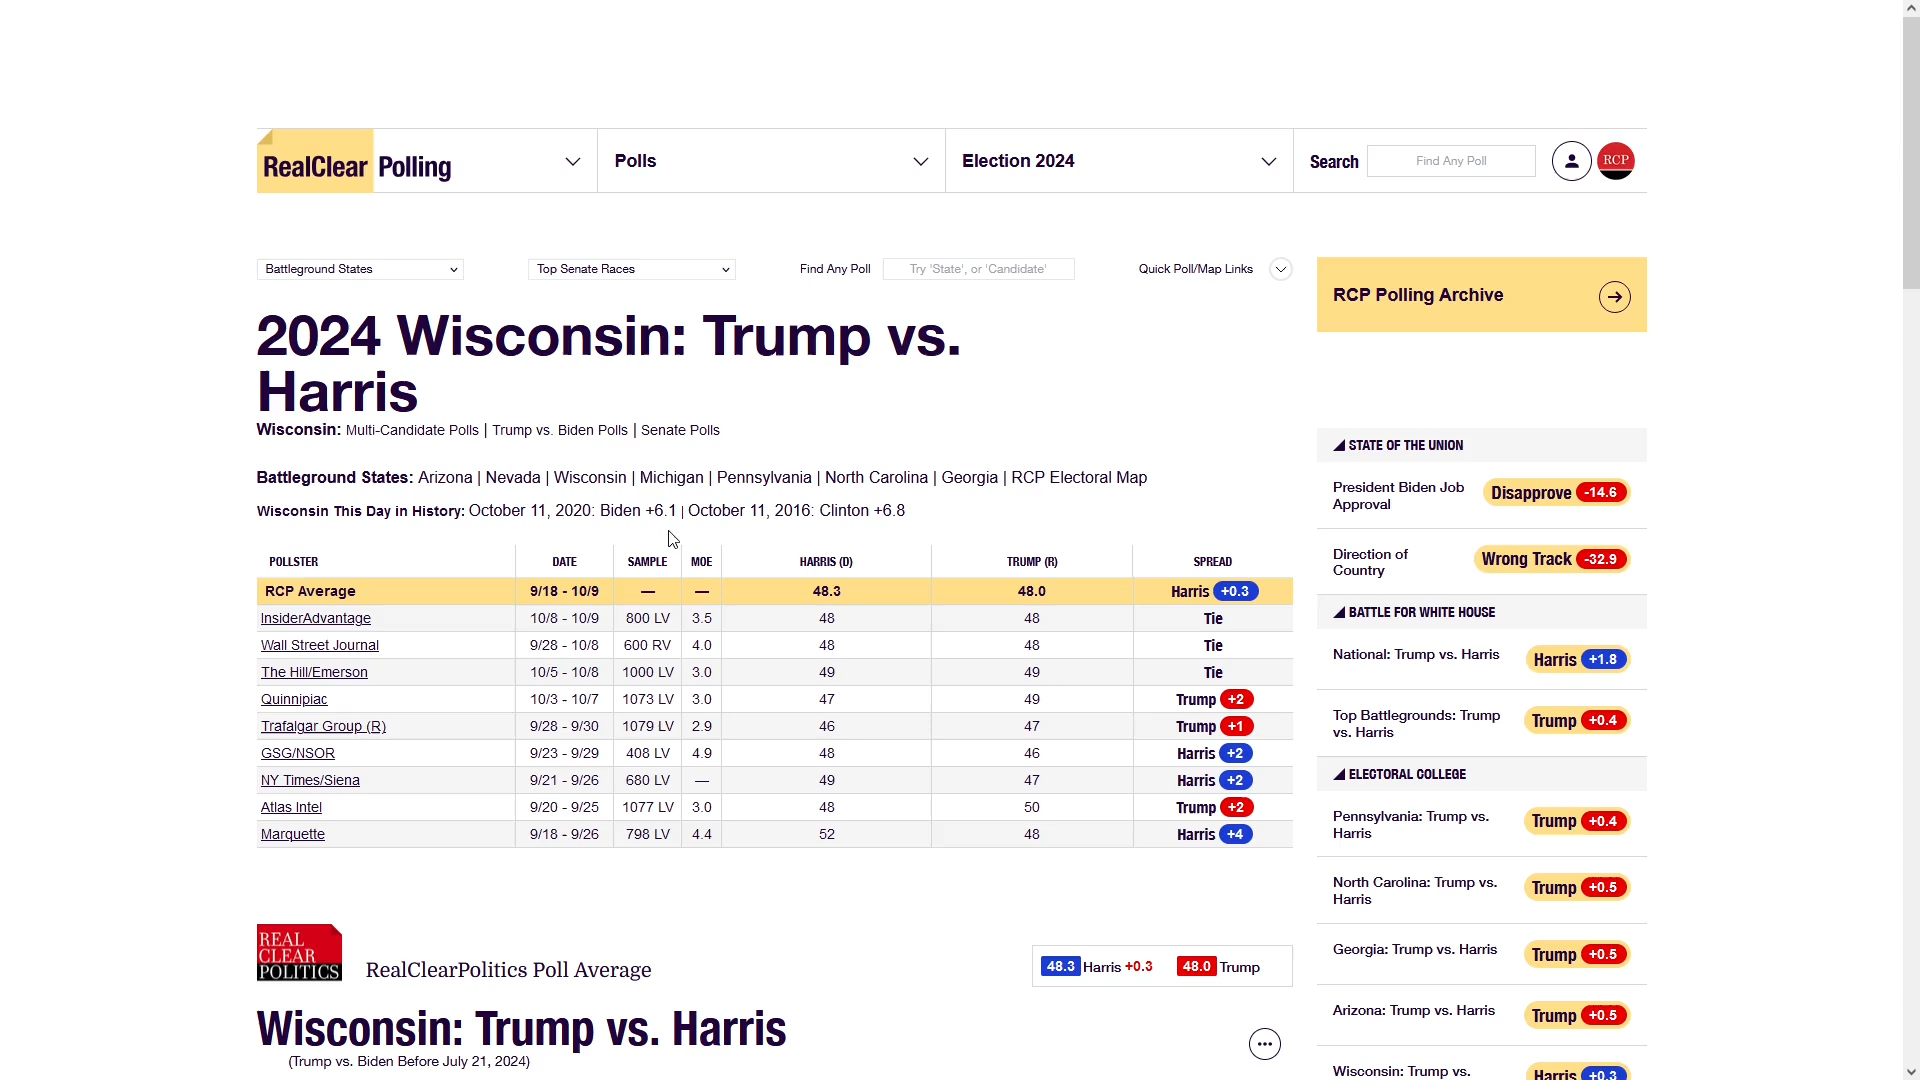 RealClear Polling
Polls
Election 2024
Search
Find Any Poll
RCP
Battleground States
Top Senate Races
Find Any Poll
Try 'State', or 'Candidate'
Quick Poll/Map Links
RCP Polling Archive
2024 Wisconsin: Trump vs.
Harris
Wisconsin: Multi-Candidate Polls | Trump vs. Biden Polls | Senate Polls
Battleground States: Arizona | Nevada | Wisconsin | Michigan | Pennsylvania | North Carolina | Georgia | RCP Electoral Map
Wisconsin This Day in History: October 11, 2020: Biden +6.1 | October 11, 2016: Clinton +6.8
POLLSTER DATE SAMPLE MOE HARRIS (D) TRUMP (R) SPREAD
RCP Average 9/18 - 10/9 — — 48.3 48.0 Harris +0.3
InsiderAdvantage 10/8 - 10/9 800 LV 3.5 48 48 Tie
Wall Street Journal 9/28 - 10/8 600 RV 4.0 48 48 Tie
The Hill/Emerson 10/5 - 10/8 1000 LV 3.0 49 49 Tie
Quinnipiac 10/3 - 10/7 1073 LV 3.0 47 49 Trump +2
Trafalgar Group (R) 9/28 - 9/30 1079 LV 2.9 46 47 Trump +1
GSG/NSOR 9/23 - 9/29 408 LV 4.9 48 46 Harris +2
NY Times/Siena 9/21 - 9/26 680 LV — 49 47 Harris +2
Atlas Intel 9/20 - 9/25 1077 LV 3.0 48 50 Trump +2
Marquette 9/18 - 9/26 798 LV 4.4 52 48 Harris +4
REAL
CLEAR
POLITICS
RealClearPolitics Poll Average
48.3 Harris +0.3 48.0 Trump
Wisconsin: Trump vs. Harris
(Trump vs. Biden Before July 21, 2024)
STATE OF THE UNION
President Biden Job
Approval
Disapprove -14.6
Direction of
Country
Wrong Track -32.9
BATTLE FOR WHITE HOUSE
National: Trump vs. Harris
Harris +1.8
Top Battlegrounds: Trump
vs. Harris
Trump +0.4
ELECTORAL COLLEGE
Pennsylvania: Trump vs.
Harris
Trump +0.4
North Carolina: Trump vs.
Harris
Trump +0.5
Georgia: Trump vs. Harris
Trump +0.5
Arizona: Trump vs. Harris
Trump +0.5
Wisconsin: Trump vs.
Harris +0.3